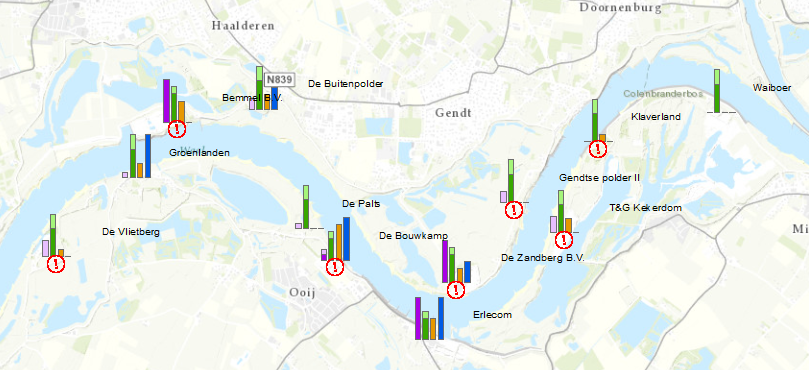 Doornenburg
Haalderen
N839
De Buitenpolder
Waiboer
Bemmel B.V.
Colenbranderbos
Gendt
Klaverland
Groenlanden
Gendtse polder II
De Palts
T&G Kekerdom
De Vlietberg
De Bouwkamp
Mi
De Zandberg B.V.
Ooij
Erlecom